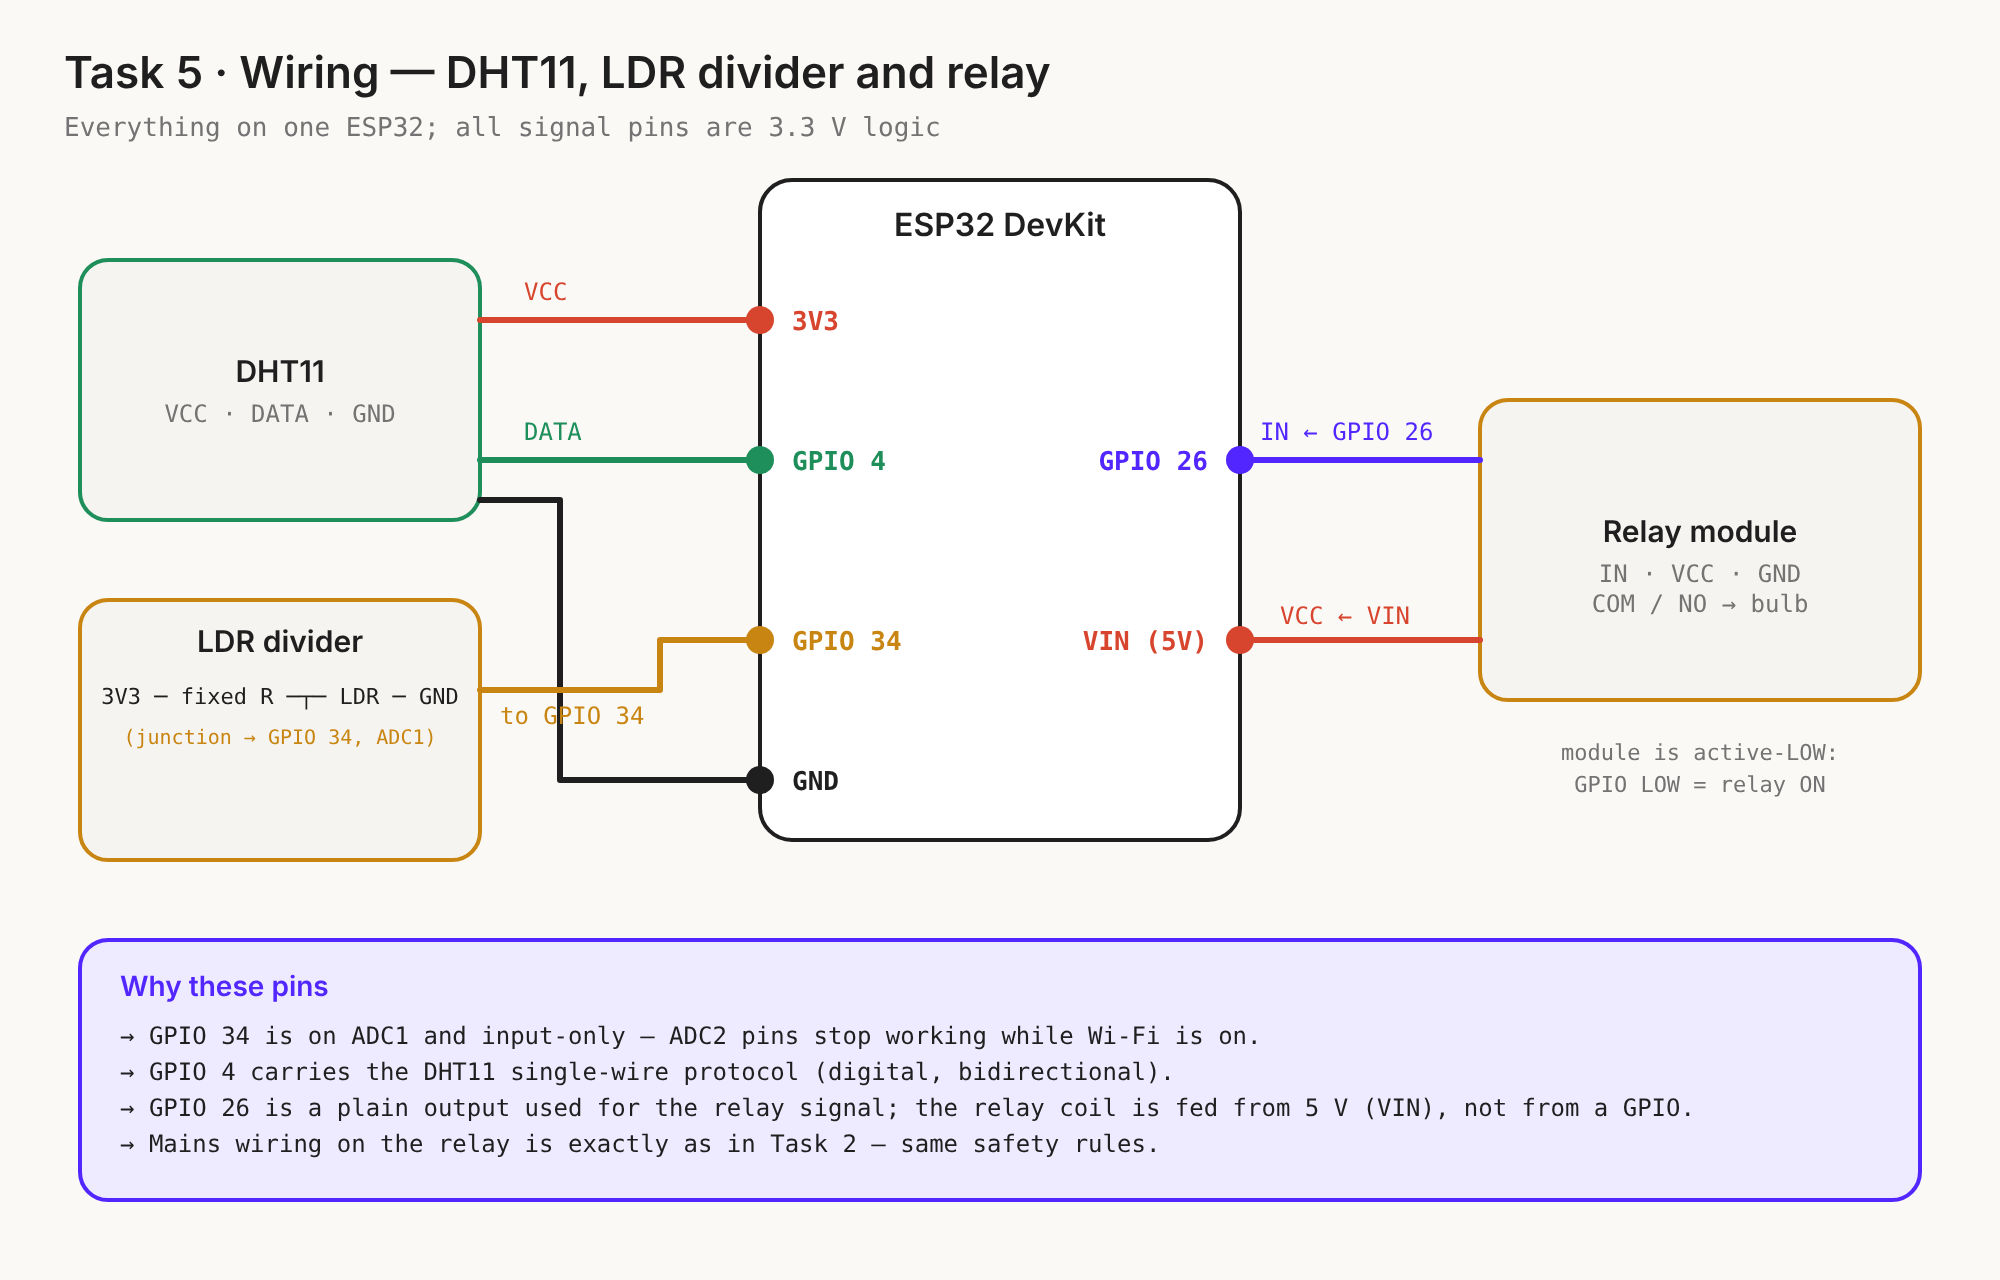 Task 5 · Wiring — DHT11, LDR divider and relay
Everything on one ESP32; all signal pins are 3.3 V logic
ESP32 DevKit
VCC
3V3
DHT11
VCC · DATA · GND
DATA
GPIO 4
GPIO 26
IN ← GPIO 26
Relay module
IN · VCC · GND
COM / NO → bulb
LDR divider
GPIO 34
VIN (5V)
VCC ← VIN
3V3 — fixed R —┬— LDR — GND
to GPIO 34
(junction → GPIO 34, ADC1)
GND
module is active-LOW:
GPIO LOW = relay ON
Why these pins
→ GPIO 34 is on ADC1 and input-only — ADC2 pins stop working while Wi-Fi is on.
→ GPIO 4 carries the DHT11 single-wire protocol (digital, bidirectional).
→ GPIO 26 is a plain output used for the relay signal; the relay coil is fed from 5 V (VIN), not from a GPIO.
→ Mains wiring on the relay is exactly as in Task 2 — same safety rules.